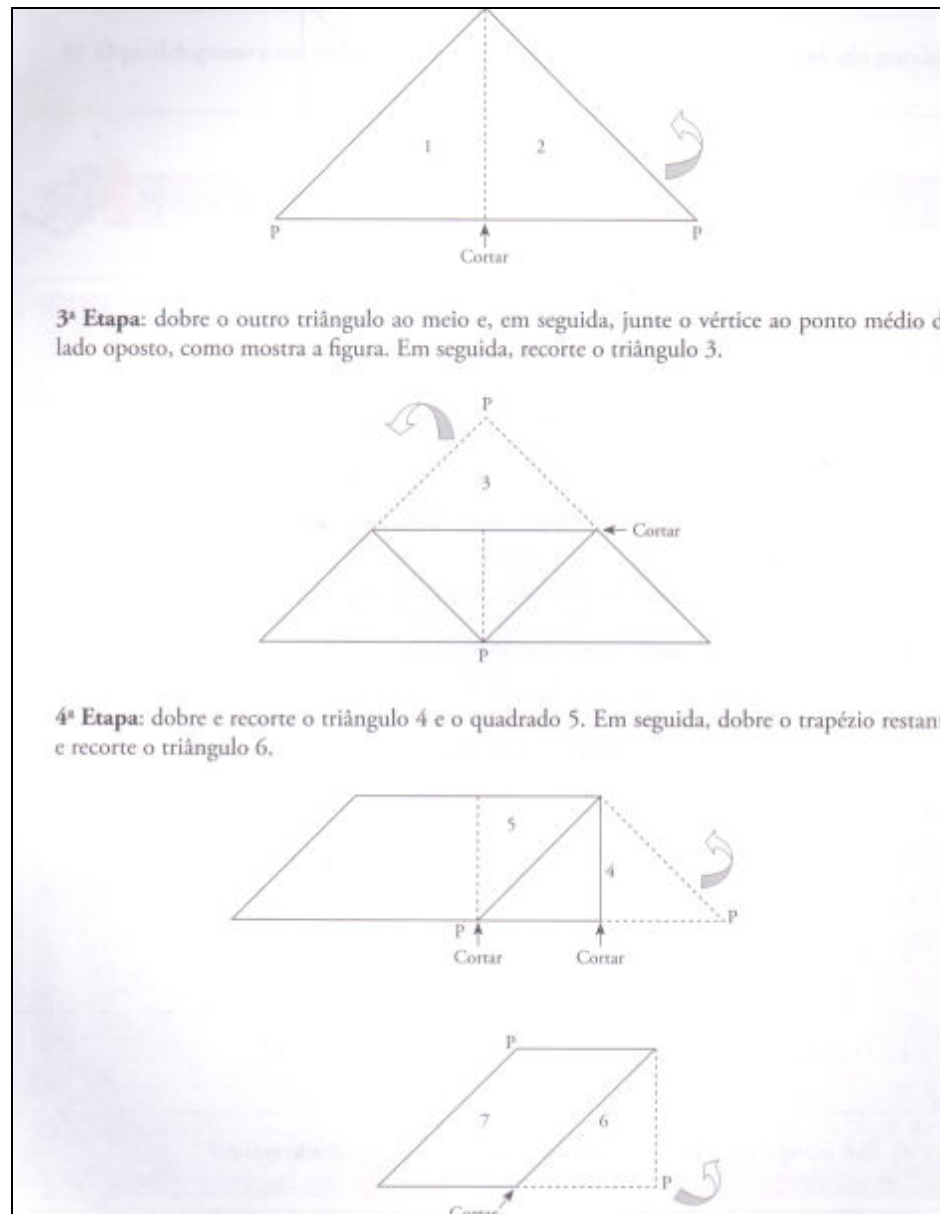 1
2
P
P
Cortar
3ª Etapa: dobre o outro triângulo ao meio e, em seguida, junte o vértice ao ponto médio d
lado oposto, como mostra a figura. Em seguida, recorte o triângulo 3.
P
3
Cortar
P
4ª Etapa: dobre e recorte o triângulo 4 e o quadrado 5. Em seguida, dobre o trapézio restan
e recorte o triângulo 6.
5
4
P
P
Cortar
Cortar
P
7
6
P
Cortar